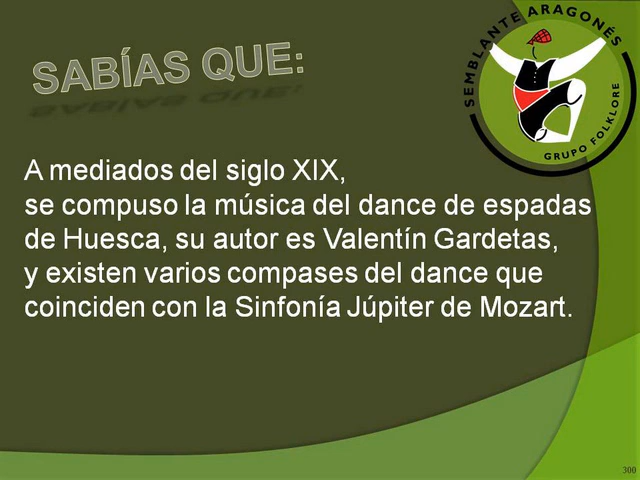 SEMBLANTE ARAGONÉS
GRUPO FOLKLORE
SABÍAS QUE:
A mediados del siglo XIX,
se compuso la música del dance de espadas
de Huesca, su autor es Valentín Gardetas,
y existen varios compases del dance que
coinciden con la Sinfonía Júpiter de Mozart.
300